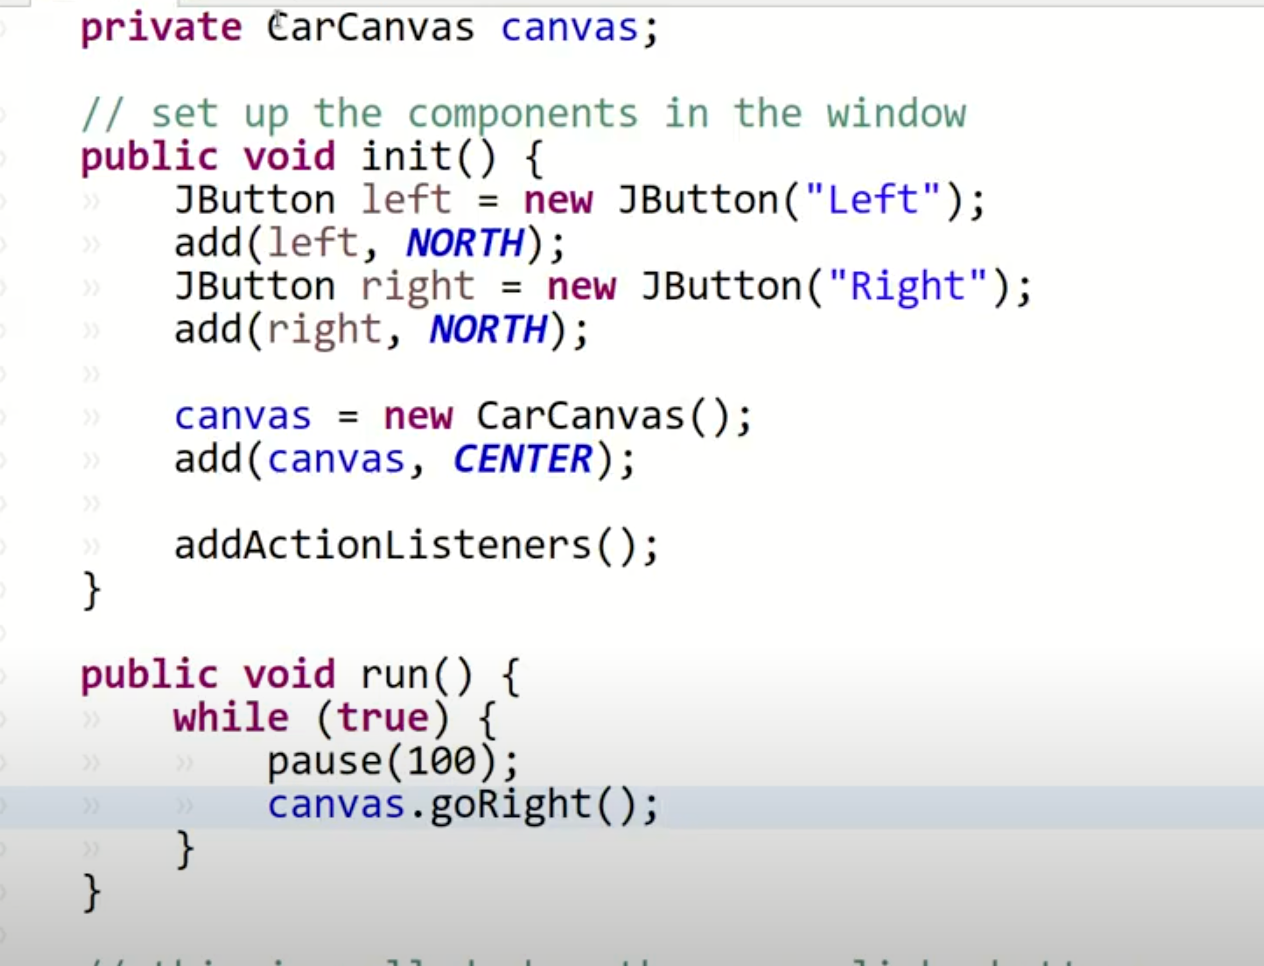 private CarCanvas canvas;
// set up the components in the window
public void init() {
JButton left = new JButton("Left");
add(left, NORTH);
JButton right = new JButton("Right");
add(right, NORTH);
canvas = new CarCanvas();
add(canvas, CENTER);
addActionListeners();
}
public void run() {
while (true) {
pause(100);
canvas.goRight();
}
}